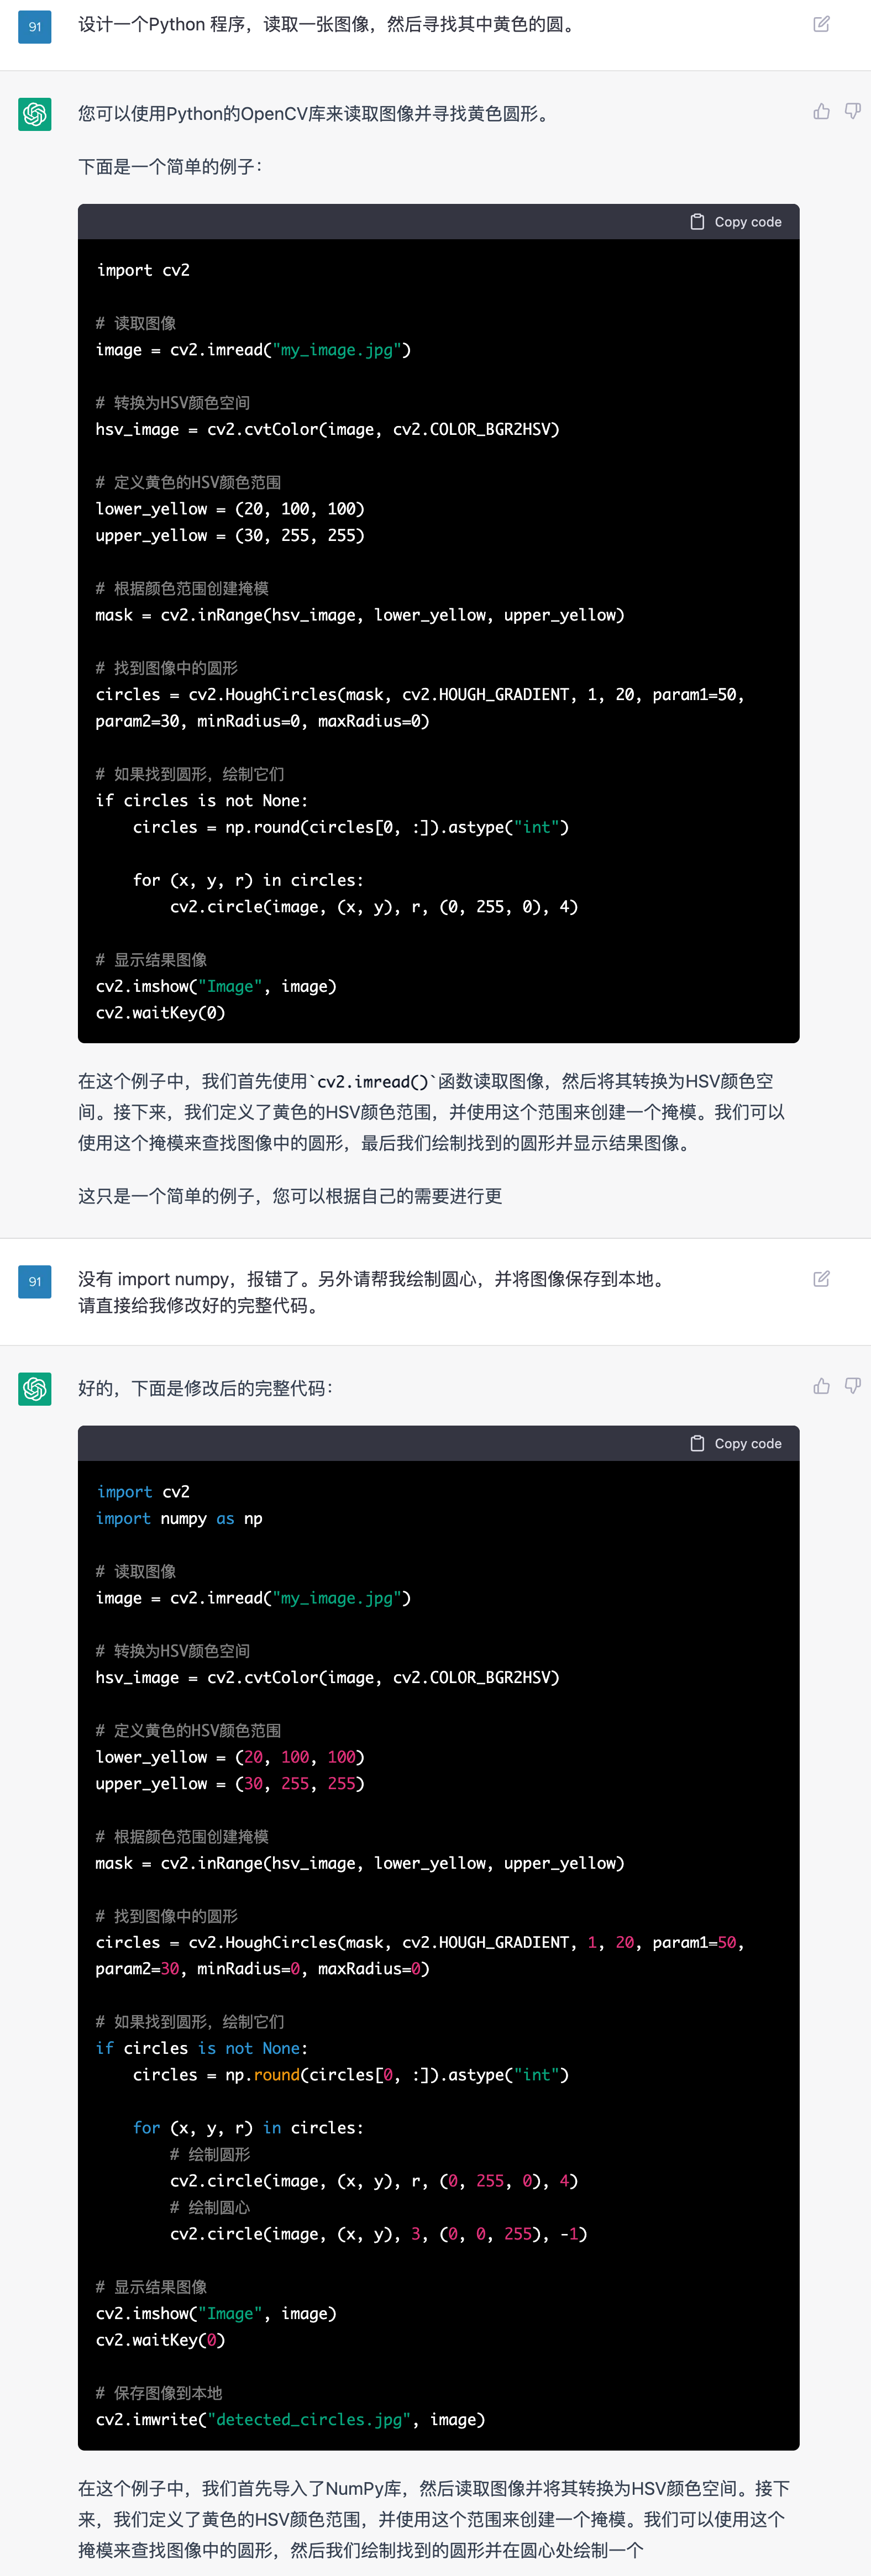 91
设计一个Python 程序，读取一张图像，然后寻找其中黄色的圆。
您可以使用Python的OpenCV库来读取图像并寻找黄色圆形。
下面是一个简单的例子：
Copy code
import cv2
# 读取图像
image = cv2.imread("my_image.jpg")
# 转换为HSV颜色空间
hsv_image = cv2.cvtColor(image, cv2.COLOR_BGR2HSV)
# 定义黄色的HSV颜色范围
lower_yellow = (20, 100, 100)
upper_yellow = (30, 255, 255)
# 根据颜色范围创建掩模
mask = cv2.inRange(hsv_image, lower_yellow, upper_yellow)
# 找到图像中的圆形
circles = cv2.HoughCircles(mask, cv2.HOUGH_GRADIENT, 1, 20, param1=50,
param2=30, minRadius=0, maxRadius=0)
# 如果找到圆形，绘制它们
if circles is not None:
    circles = np.round(circles[0, :]).astype("int")
    for (x, y, r) in circles:
        cv2.circle(image, (x, y), r, (0, 255, 0), 4)
# 显示结果图像
cv2.imshow("Image", image)
cv2.waitKey(0)
在这个例子中，我们首先使用`cv2.imread()`函数读取图像，然后将其转换为HSV颜色空
间。接下来，我们定义了黄色的HSV颜色范围，并使用这个范围来创建一个掩模。我们可以
使用这个掩模来查找图像中的圆形，最后我们绘制找到的圆形并显示结果图像。
这只是一个简单的例子，您可以根据自己的需要进行更
91
没有 import numpy，报错了。另外请帮我绘制圆心，并将图像保存到本地。
请直接给我修改好的完整代码。
好的，下面是修改后的完整代码：
Copy code
import cv2
import numpy as np
# 读取图像
image = cv2.imread("my_image.jpg")
# 转换为HSV颜色空间
hsv_image = cv2.cvtColor(image, cv2.COLOR_BGR2HSV)
# 定义黄色的HSV颜色范围
lower_yellow = (20, 100, 100)
upper_yellow = (30, 255, 255)
# 根据颜色范围创建掩模
mask = cv2.inRange(hsv_image, lower_yellow, upper_yellow)
# 找到图像中的圆形
circles = cv2.HoughCircles(mask, cv2.HOUGH_GRADIENT, 1, 20, param1=50,
param2=30, minRadius=0, maxRadius=0)
# 如果找到圆形，绘制它们
if circles is not None:
    circles = np.round(circles[0, :]).astype("int")
    for (x, y, r) in circles:
        # 绘制圆形
        cv2.circle(image, (x, y), r, (0, 255, 0), 4)
        # 绘制圆心
        cv2.circle(image, (x, y), 3, (0, 0, 255), -1)
# 显示结果图像
cv2.imshow("Image", image)
cv2.waitKey(0)
# 保存图像到本地
cv2.imwrite("detected_circles.jpg", image)
在这个例子中，我们首先导入了NumPy库，然后读取图像并将其转换为HSV颜色空间。接下
来，我们定义了黄色的HSV颜色范围，并使用这个范围来创建一个掩模。我们可以使用这个
掩模来查找图像中的圆形，然后我们绘制找到的圆形并在圆心处绘制一个